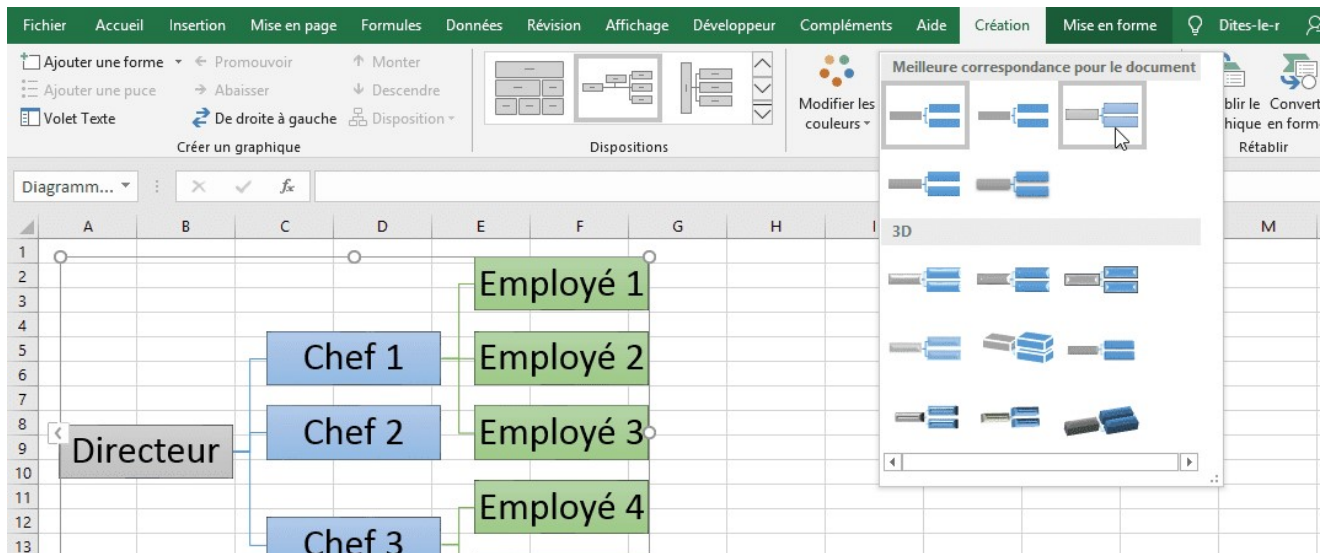 Fichier Accueil Insertion Mise en page Formules Données Révision Affichage Développeur Compléments Aide Création Mise en forme Dites-le-r
Ajouter une forme Promouvoir Monter
Ajouter une puce Abaisser Descendre
Volet Texte De droite à gauche Disposition
Créer un graphique
Dispositions
Modifier les
couleurs
Meilleure correspondance pour le document
3D
blir le Convert
hique en form
Rétablir
Diagramm... fx
A B C D E F G H I M
1
2
3
4
5
6
7
8
9
10
11
12
13
Employé 1
Chef 1 Employé 2
Chef 2 Employé 3
Directeur
Employé 4
Chef 3